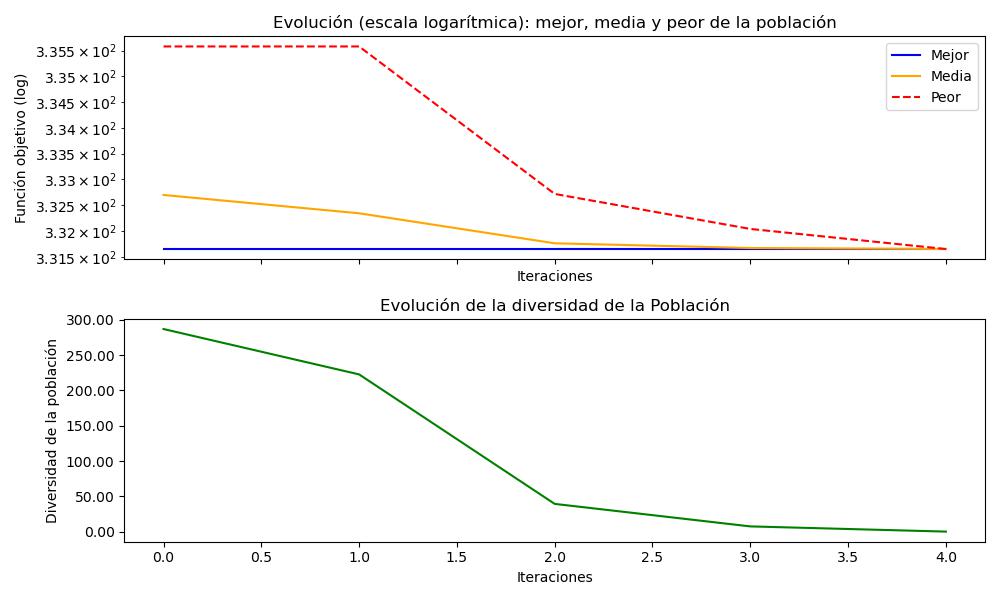 Evolución (escala logarítmica): mejor, media y peor de la población
Función objetivo (log)
3.355 × 10²
3.35 × 10²
3.345 × 10²
3.34 × 10²
3.335 × 10²
3.33 × 10²
3.325 × 10²
3.32 × 10²
3.315 × 10²
Mejor
Media
Peor
Iteraciones
Evolución de la diversidad de la Población
Diversidad de la población
300.00
250.00
200.00
150.00
100.00
50.00
0.00
0.0 0.5 1.0 1.5 2.0 2.5 3.0 3.5 4.0
Iteraciones